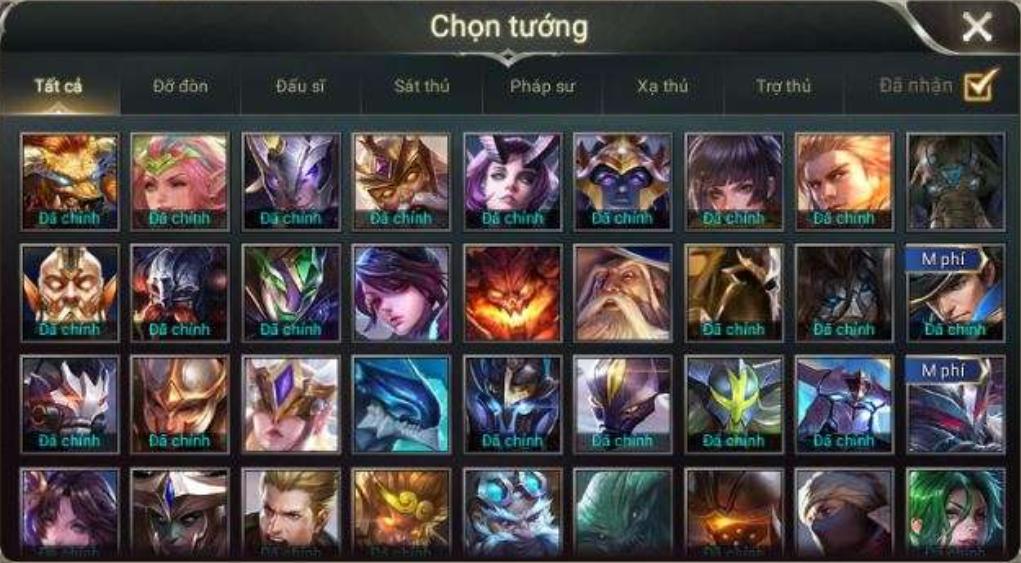 Chọn tướng
Tất cả Đỡ đòn Đấu sĩ Sát thủ Pháp sư Xạ thủ Trợ thủ Đã nhận
Đã chỉnh Đã chỉnh Đã chỉnh Đã chỉnh Đã chỉnh Đã chỉnh Đã chỉnh Đã chỉnh
M phí
Đã chỉnh Đã chỉnh Đã chỉnh Đã chỉnh Đã chỉnh Đã chỉnh
M phí
Đã chỉnh Đã chỉnh Đã chỉnh Đã chỉnh Đã chỉnh Đã chỉnh